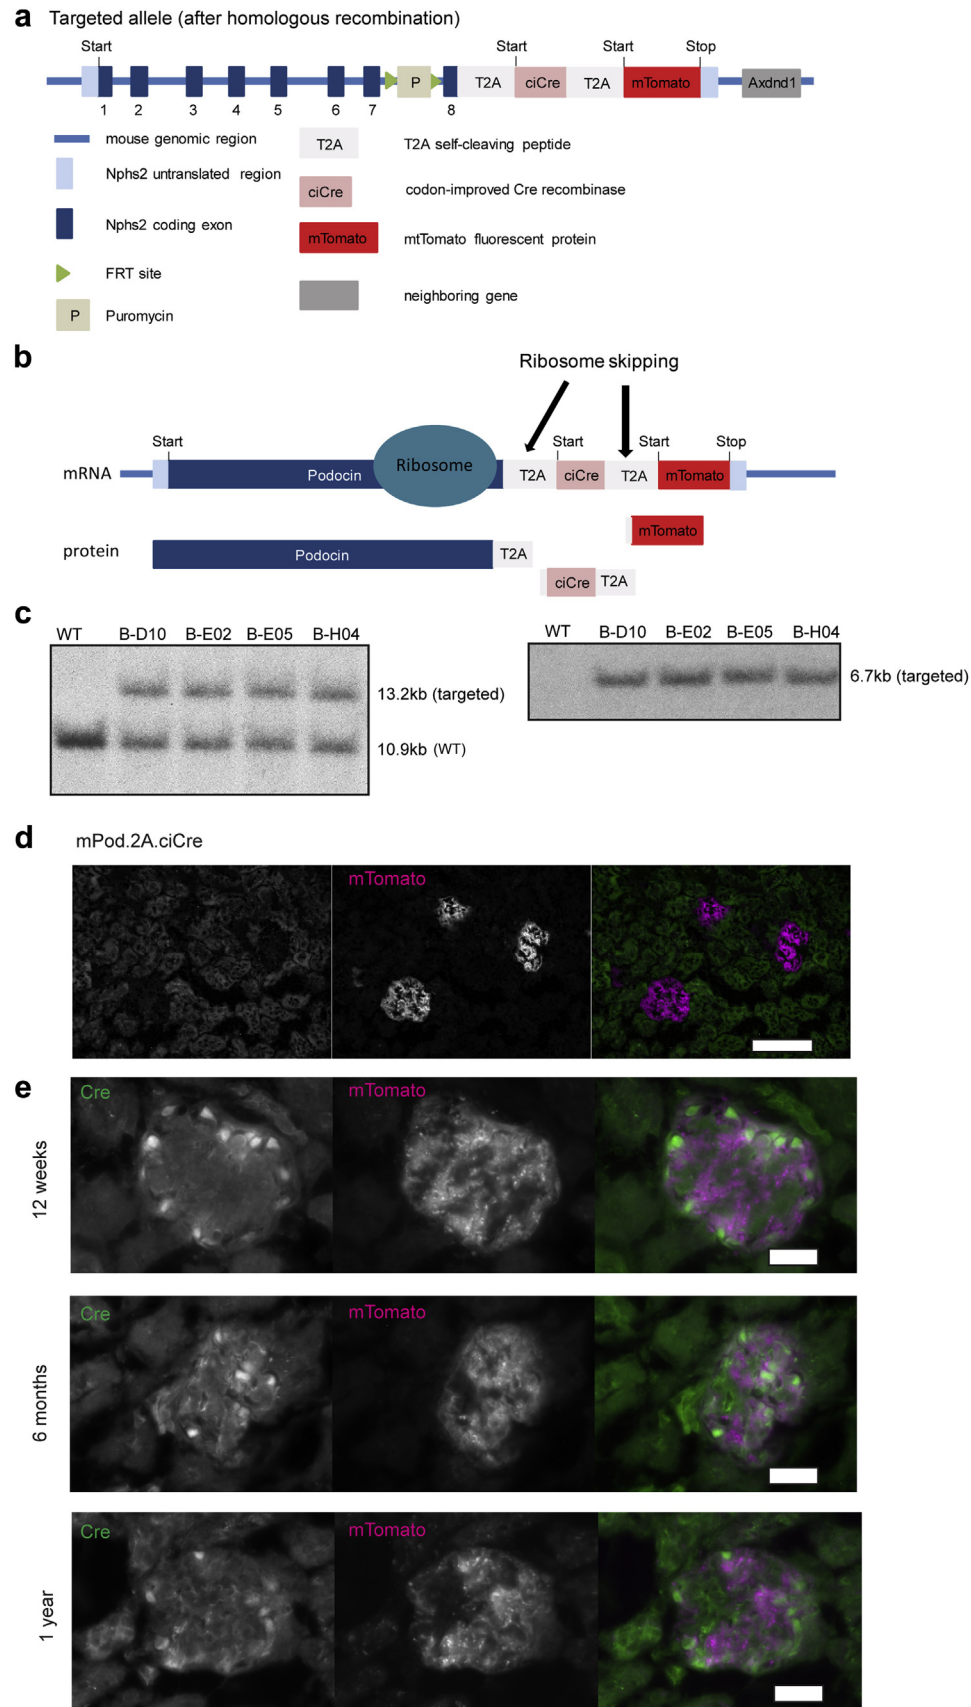 a Targeted allele (after homologous recombination)
Start Start Start Stop
P T2A ciCre T2A mTomato Axdnd1
1 2 3 4 5 6 7 8
mouse genomic region
Nphs2 untranslated region
Nphs2 coding exon
FRT site
P Puromycin
T2A T2A self-cleaving peptide
ciCre codon-improved Cre recombinase
mTomato mtTomato fluorescent protein
neighboring gene
b
Ribosome skipping
Start Start Start Stop
mRNA Podocin Ribosome T2A ciCre T2A mTomato
mTomato
protein Podocin T2A
ciCre T2A
c
WT B-D10 B-E02 B-E05 B-H04
13.2kb (targeted)
10.9kb (WT)
WT B-D10 B-E02 B-E05 B-H04
6.7kb (targeted)
d mPod.2A.ciCre
mTomato
e
Cre mTomato
12 weeks
Cre mTomato
6 months
Cre mTomato
1 year